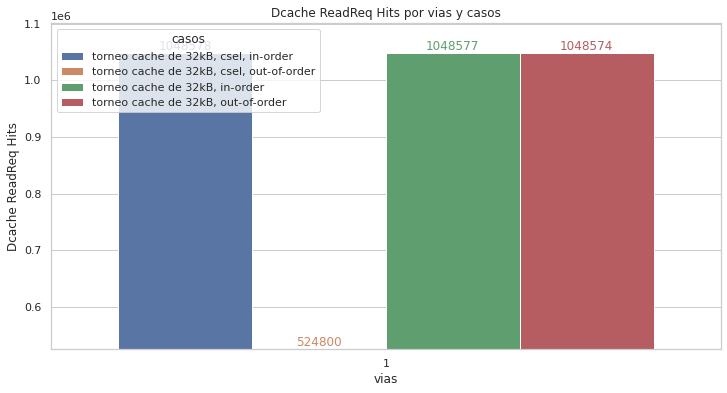 Dcache ReadReq Hits por vias y casos
1e6
1.1
1.0
0.9
0.8
0.7
0.6
Dcache ReadReq Hits
casos
torneo cache de 32kB, csel, in-order
torneo cache de 32kB, csel, out-of-order
torneo cache de 32kB, in-order
torneo cache de 32kB, out-of-order
524800
1048577
1048574
1
vias